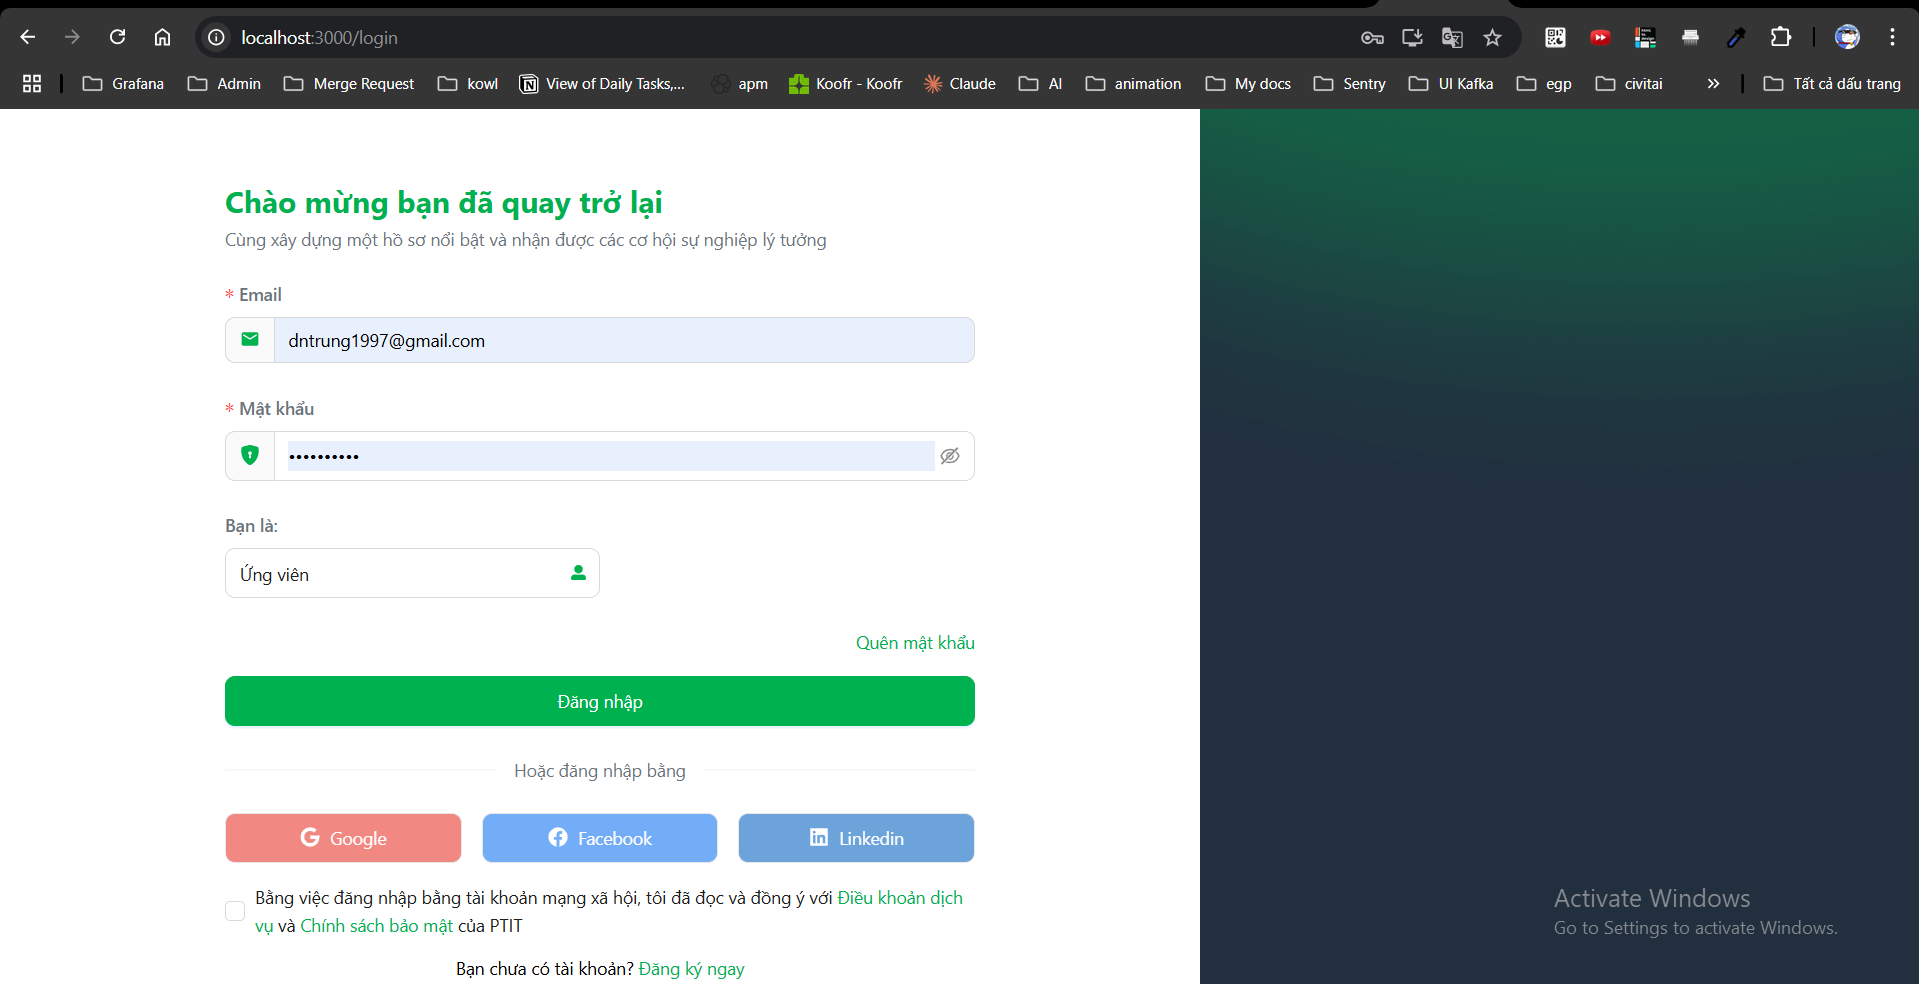 localhost:3000/login
Grafana Admin Merge Request kowl View of Daily Tasks,... apm Koofr - Koofr Claude AI animation My docs Sentry UI Kafka egp civitai » Tất cả dấu trang
Chào mừng bạn đã quay trở lại
Cùng xây dựng một hồ sơ nổi bật và nhận được các cơ hội sự nghiệp lý tưởng
* Email
dntrung1997@gmail.com
* Mật khẩu
••••••••••
Bạn là:
Ứng viên
Quên mật khẩu
Đăng nhập
Hoặc đăng nhập bằng
Google Facebook Linkedin
Bằng việc đăng nhập bằng tài khoản mạng xã hội, tôi đã đọc và đồng ý với Điều khoản dịch
vụ và Chính sách bảo mật của PTIT
Bạn chưa có tài khoản? Đăng ký ngay
Activate Windows
Go to Settings to activate Windows.